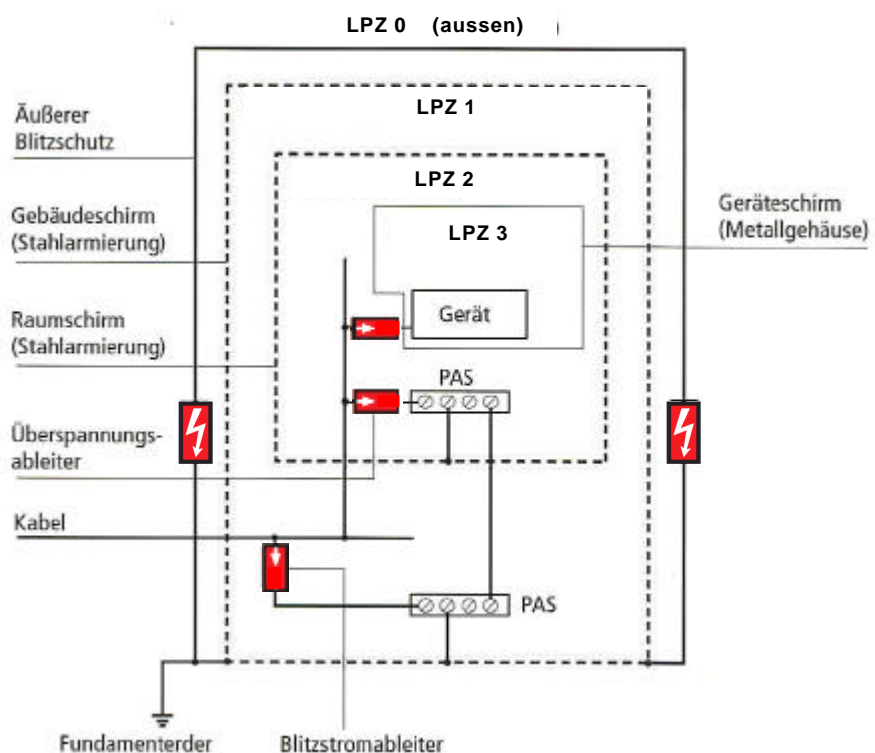 LPZ 0 (aussen)
LPZ 1
Äußerer
Blitzschutz
LPZ 2
Gebäudeschirm
(Stahlarmierung)
Geräteschirm
(Metallgehäuse)
LPZ 3
Gerät
Raumschirm
(Stahlarmierung)
PAS
Überspannungs-
ableiter
Kabel
PAS
Fundamenterder
Blitzstromableiter